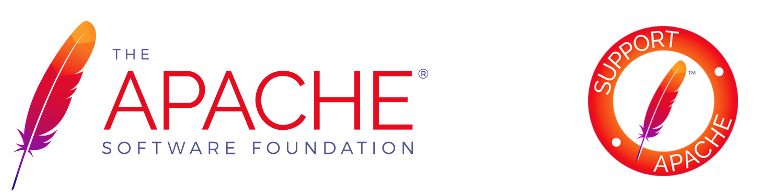 THE
APACHE®
SOFTWARE FOUNDATION
SUPPORT
APACHE
™